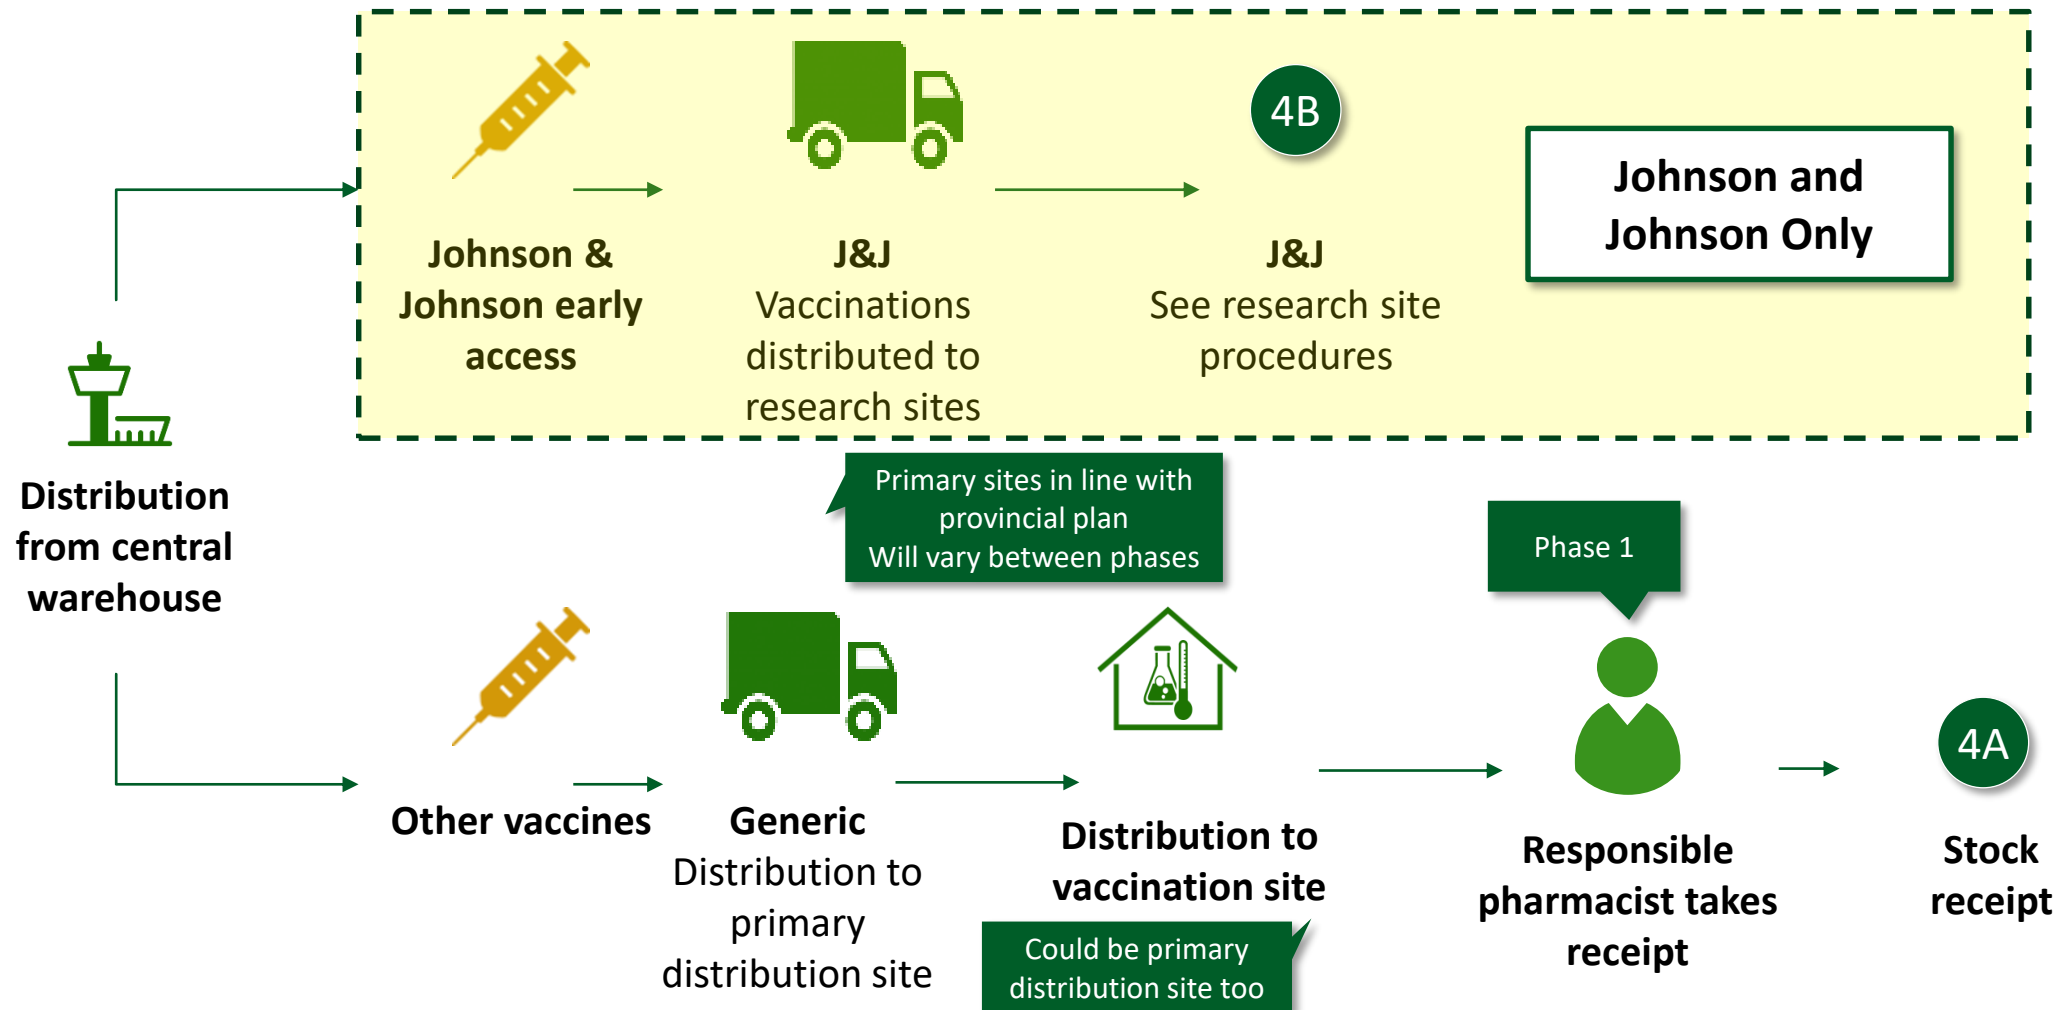 Johnson &
Johnson early
access
J&J
Vaccinations
distributed to
research sites
4B
J&J
See research site
procedures
Johnson and
Johnson Only
Distribution
from central
warehouse
Primary sites in line with
provincial plan
Will vary between phases
Phase 1
Other vaccines
Generic
Distribution to
primary
distribution site
Distribution to
vaccination site
Could be primary
distribution site too
Responsible
pharmacist takes
receipt
4A
Stock
receipt